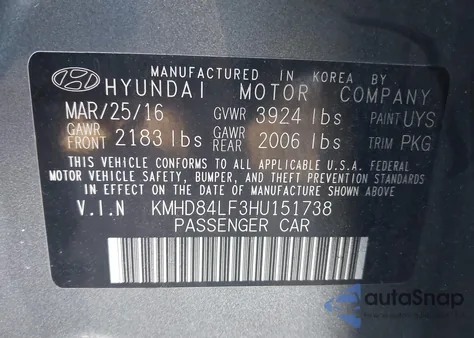 MANUFACTURED IN KOREA BY
HYUNDAI MOTOR COMPANY
MAR/25/16 GVWR 3924 lbs PAINT UYS
GAWR FRONT 2183 lbs GAWR REAR 2006 lbs TRIM PKG
THIS VEHICLE CONFORMS TO ALL APPLICABLE U.S.A. FEDERAL
MOTOR VEHICLE SAFETY, BUMPER, AND THEFT PREVENTION STANDARDS
IN EFFECT ON THE DATE OF MANUFACTURE SHOWN ABOVE.
V.I.N KMHD84LF3HU151738
PASSENGER CAR
autoSnap